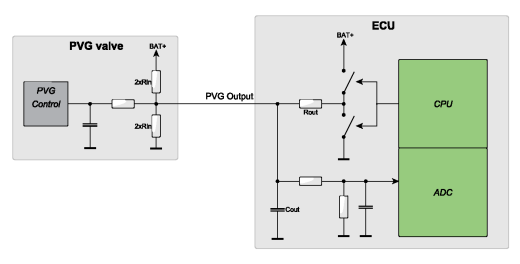 ECU
PVG valve
BAT+
BAT+
2xRin
PVG Control
PVG Output
Rout
CPU
2xRin
ADC
Cout